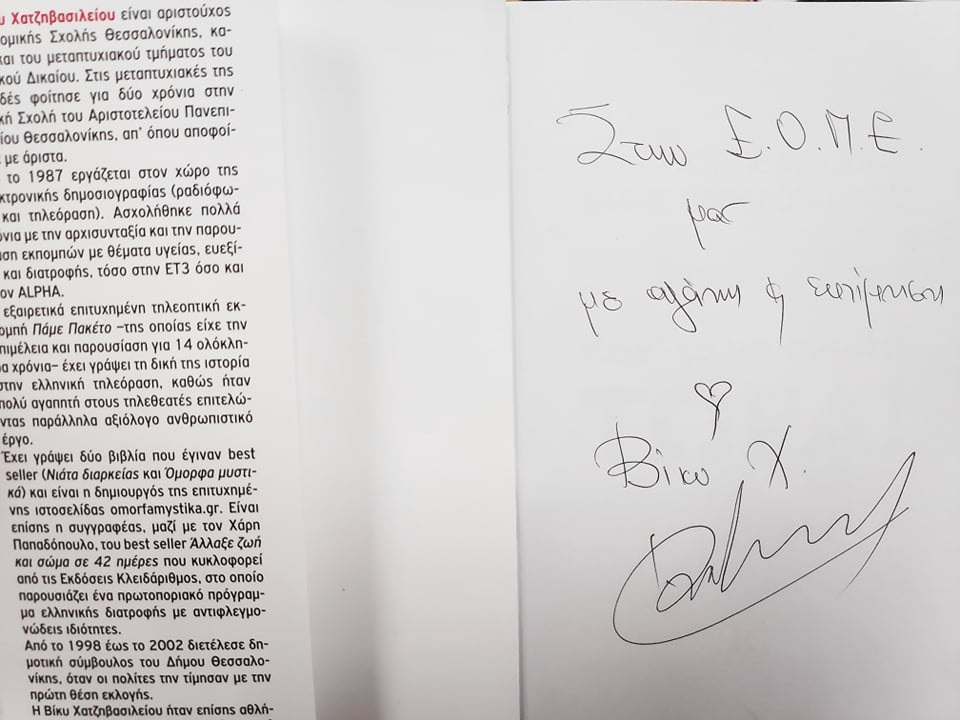 υ Χατζηβασιλείου είναι αριστούχος
ομικής Σχολής Θεσσαλονίκης, κα-
και του μεταπτυχιακού τμήματος του
κού Δικαίου. Στις μεταπτυχιακές της
δές φοίτησε για δύο χρόνια στην
κή Σχολή του Αριστοτελείου Πανεπι-
ίου Θεσσαλονίκης, απ' όπου αποφοί-
ε με άριστα.
το 1987 εργάζεται στον χώρο της
κτρονικής δημοσιογραφίας (ραδιόφω-
και τηλεόραση). Ασχολήθηκε πολλά
όνια με την αρχισυνταξία και την παρου-
ση εκπομπών με θέματα υγείας, ευεξί-
και διατροφής, τόσο στην ΕΤ3 όσο και
ον ALPHA.
εξαιρετικά επιτυχημένη τηλεοπτική εκ-
ομπή Πάμε Πακέτο –της οποίας είχε την
πιμέλεια και παρουσίαση για 14 ολόκλη-
α χρόνια– έχει γράψει τη δική της ιστορία
στην ελληνική τηλεόραση, καθώς ήταν
πολύ αγαπητή στους τηλεθεατές επιτελώ-
ντας παράλληλα αξιόλογο ανθρωπιστικό
έργο.
Έχει γράψει δύο βιβλία που έγιναν best
seller (Νιάτα διαρκείας και Όμορφα μυστι-
κά) και είναι η δημιουργός της επιτυχημέ-
νης ιστοσελίδας omorfamystika.gr. Είναι
επίσης η συγγραφέας, μαζί με τον Χάρη
Παπαδόπουλο, του best seller Άλλαξε ζωή
και σώμα σε 42 ημέρες που κυκλοφορεί
από τις Εκδόσεις Κλειδάριθμος, στο οποίο
παρουσιάζει ένα πρωτοποριακό πρόγραμ-
μα ελληνικής διατροφής με αντιφλεγμο-
νώδεις ιδιότητες.
Από το 1998 έως το 2002 διετέλεσε δη-
μοτική σύμβουλος του Δήμου Θεσσαλο-
νίκης, όταν οι πολίτες την τίμησαν με την
πρώτη θέση εκλογής.
Η Βίκυ Χατζηβασιλείου ήταν επίσης αθλή-
Στην Ε.Ο.Π.Ε.
μας
με αγάπη & εκτίμηση
Βίκυ Χ.